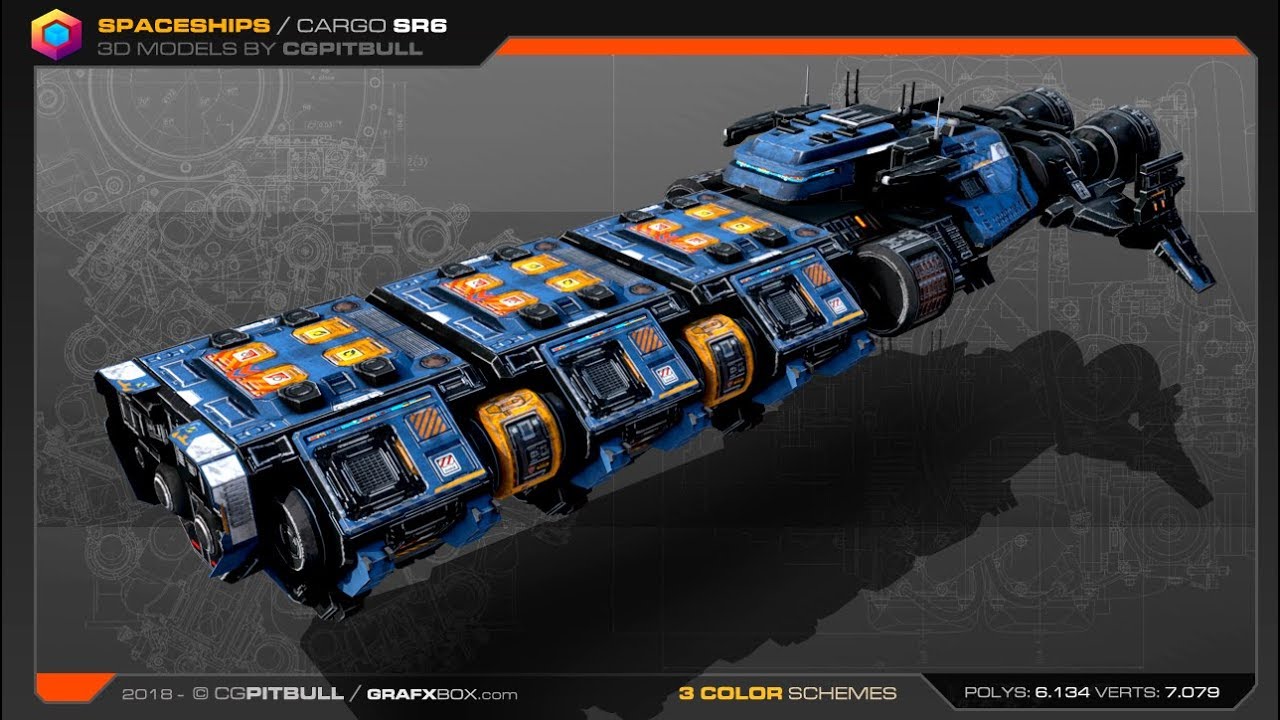 SPACESHIPS / CARGO SR6
3D MODELS BY CGPITBULL
2018 - © CGPITBULL / GRAFXBOX.com
3 COLOR SCHEMES
POLYS: 6.134 VERTS: 7.079